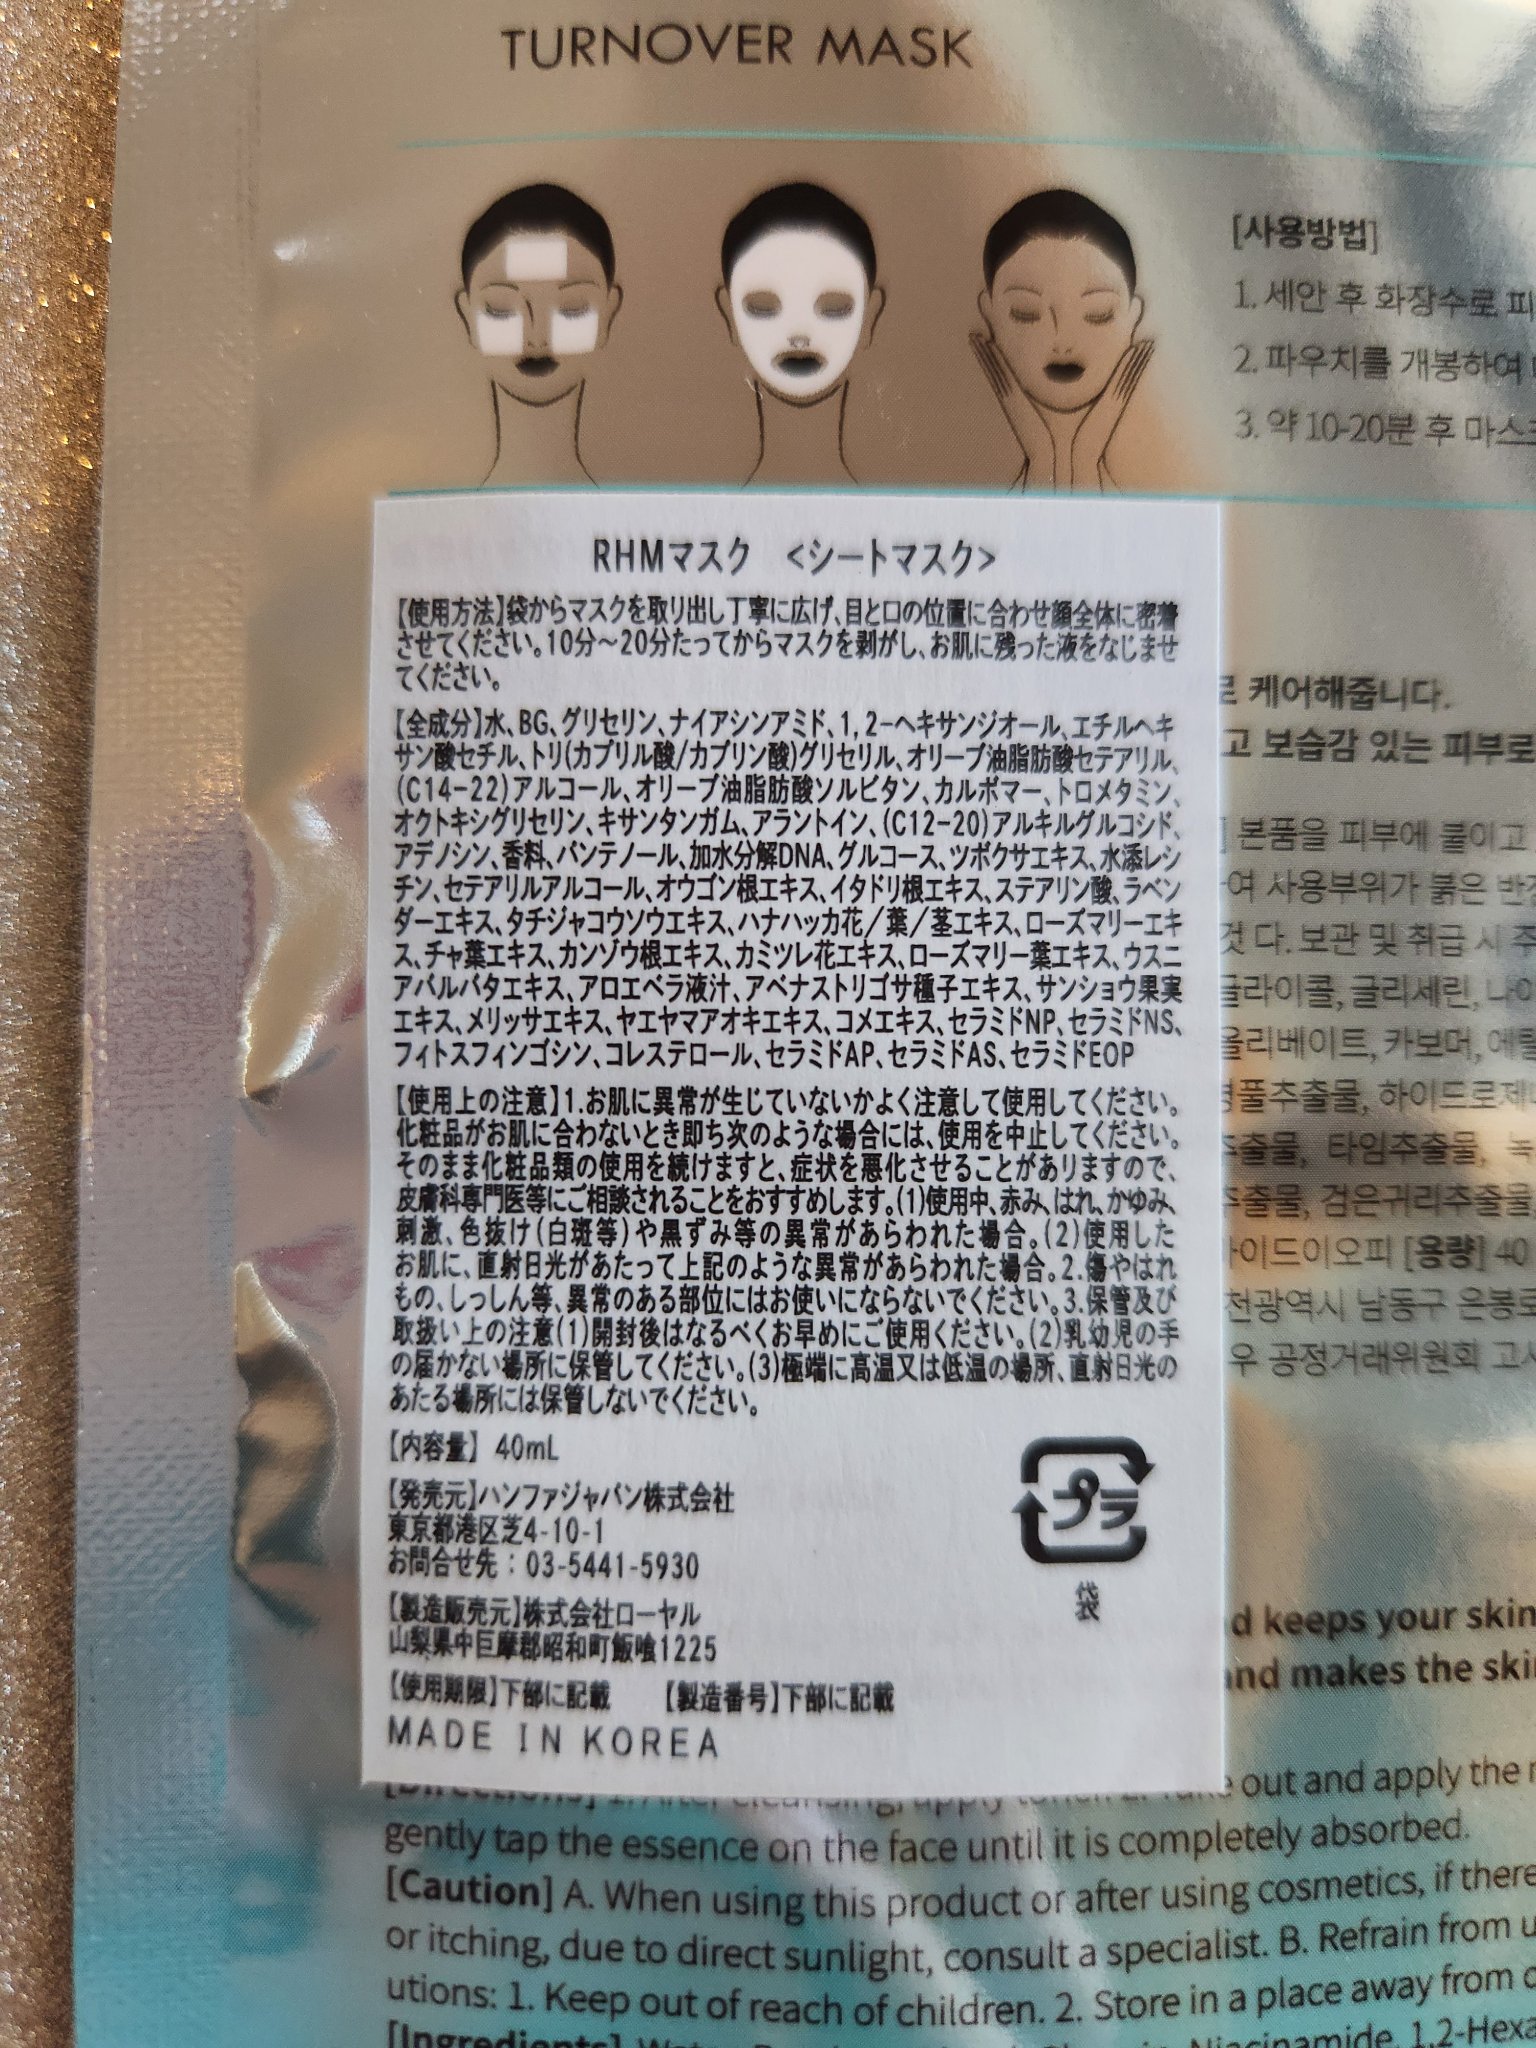 TURNOVER MASK
[사용방법]
1. 세안 후 화장수로 피
2. 파우치를 개봉하여
3. 약 10-20분 후 마스크
RHMマスク <シートマスク>
【使用方法】袋からマスクを取り出し丁寧に広げ、目と口の位置に合わせ顔全体に密着
させてください。10分~20分たってからマスクを剥がし、お肌に残った液をなじませ
てください。
【全成分】水、BG、グリセリン、ナイアシンアミド、1,2-ヘキサンジオール、エチルヘキ
サン酸セチル、トリ(カプリル酸/カプリン酸)グリセリル、オリーブ油脂肪酸セテアリル、
(C14-22)アルコール、オリーブ油脂肪酸ソルビタン、カルボマー、トロメタミン、
オクトキシグリセリン、キサンタンガム、アラントイン、(C12-20)アルキルグルコシド、
アデノシン、香料、パンテノール、加水分解DNA、グルコース、ツボクサエキス、水添レシ
チン、セテアリルアルコール、オウゴン根エキス、イタドリ根エキス、ステアリン酸、ラベン
ダーエキス、タチジャコウソウエキス、ハナハッカ花/葉/茎エキス、ローズマリーエキ
ス、チャ葉エキス、カンゾウ根エキス、カミツレ花エキス、ローズマリー葉エキス、ウスニ
アバルバタエキス、アロエベラ液汁、アベナストリゴサ種子エキス、サンショウ果実
エキス、メリッサエキス、ヤエヤマアオキエキス、コメエキス、セラミドNP、セラミドNS、
フィトスフィンゴシン、コレステロール、セラミドAP、セラミドAS、セラミドEOP
【使用上の注意】1.お肌に異常が生じていないかよく注意して使用してください。
化粧品がお肌に合わないとき即ち次のような場合には、使用を中止してください。
そのまま化粧品類の使用を続けますと、症状を悪化させることがありますので、
皮膚科専門医等にご相談されることをおすすめします。(1)使用中、赤み、はれ、かゆみ、
刺激、色抜け(白斑等)や黒ずみ等の異常があらわれた場合。(2)使用した
お肌に、直射日光があたって上記のような異常があらわれた場合。2.傷やはれ
もの、しっしん等、異常のある部位にはお使いにならないでください。3.保管及び
取扱い上の注意(1)開封後はなるべくお早めにご使用ください。(2)乳幼児の手
の届かない場所に保管してください。(3)極端に高温又は低温の場所、直射日光の
あたる場所には保管しないでください。
【内容量】 40mL
【発売元】ハンファジャパン株式会社
東京都港区芝4-10-1
お問合せ先：03-5441-5930
【製造販売元】株式会社ローヤル
山梨県中巨摩郡昭和町飯喰1225
【使用期限】下部に記載 【製造番号】下部に記載
MADE IN KOREA
プラ
袋
로 케어해줍니다.
고 보습감 있는 피부로
] 본품을 피부에 붙이고
여 사용부위가 붉은 반점
것 다. 보관 및 취급 시 주
글라이콜, 글리세린, 나이
올리베이트, 카보머, 에틸
병풀추출물, 하이드로제네
추출물, 타임추출물, 녹
추출물, 검은귀리추출물
아이드이오피 [용량] 40
천광역시 남동구 은봉로
우 공정거래위원회 고시
d keeps your skin
and makes the skin
[Directions] 1. After cleansing, apply toner. 2. Take out and apply the
gently tap the essence on the face until it is completely absorbed.
[Caution] A. When using this product or after using cosmetics, if there
or itching, due to direct sunlight, consult a specialist. B. Refrain from
utions: 1. Keep out of reach of children. 2. Store in a place away from
[Ingredients] Niacinamide, 1,2-Hexa